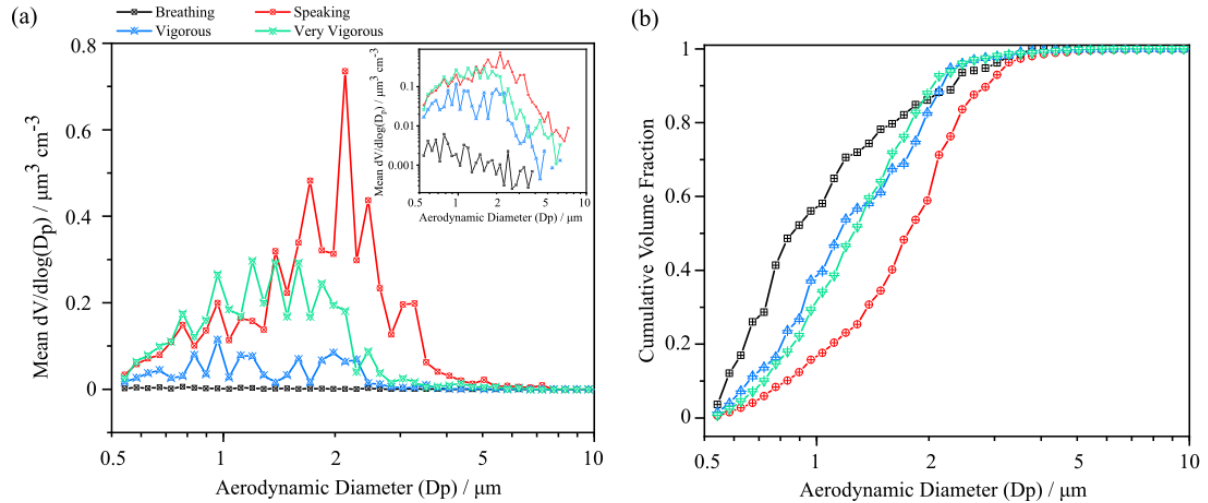 (a)
Breathing
Speaking
Vigorous
Very Vigorous
Mean dV/dlog(Dp) / μm³ cm⁻³
0.8
0.6
0.4
0.2
0
0.5
1
2
5
10
Aerodynamic Diameter (Dp) / μm
Mean dV/dlog(Dₚ) / μm³ cm⁻³
0.1
0.01
0.001
0.5
1
2
5
10
Aerodynamic Diameter (Dp) / μm
(b)
Cumulative Volume Fraction
1
0.8
0.6
0.4
0.2
0
0.5
1
2
5
10
Aerodynamic Diameter (Dp) / μm